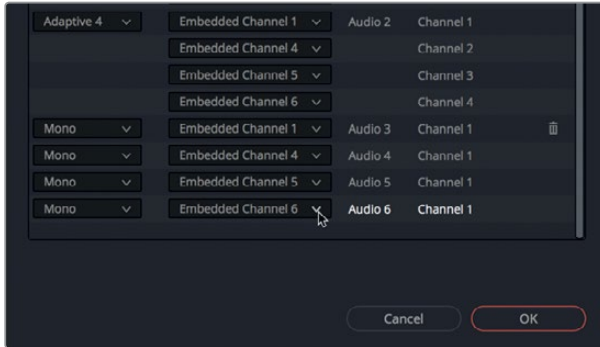 Adaptive 4 Embedded Channel 1 Audio 2 Channel 1
Embedded Channel 4 Channel 2
Embedded Channel 5 Channel 3
Embedded Channel 6 Channel 4
Mono Embedded Channel 1 Audio 3 Channel 1
Mono Embedded Channel 4 Audio 4 Channel 1
Mono Embedded Channel 5 Audio 5 Channel 1
Mono Embedded Channel 6 Audio 6 Channel 1
Cancel OK